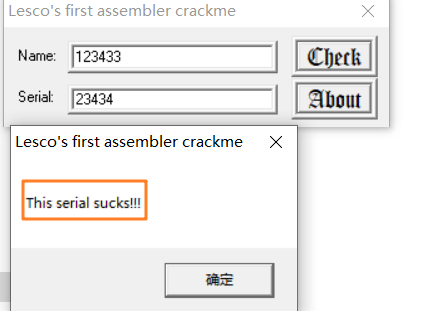 Lesco's first assembler crackme
Name: 123433 Check
Serial: 23434 About
Lesco's first assembler crackme
This serial sucks!!!
确定